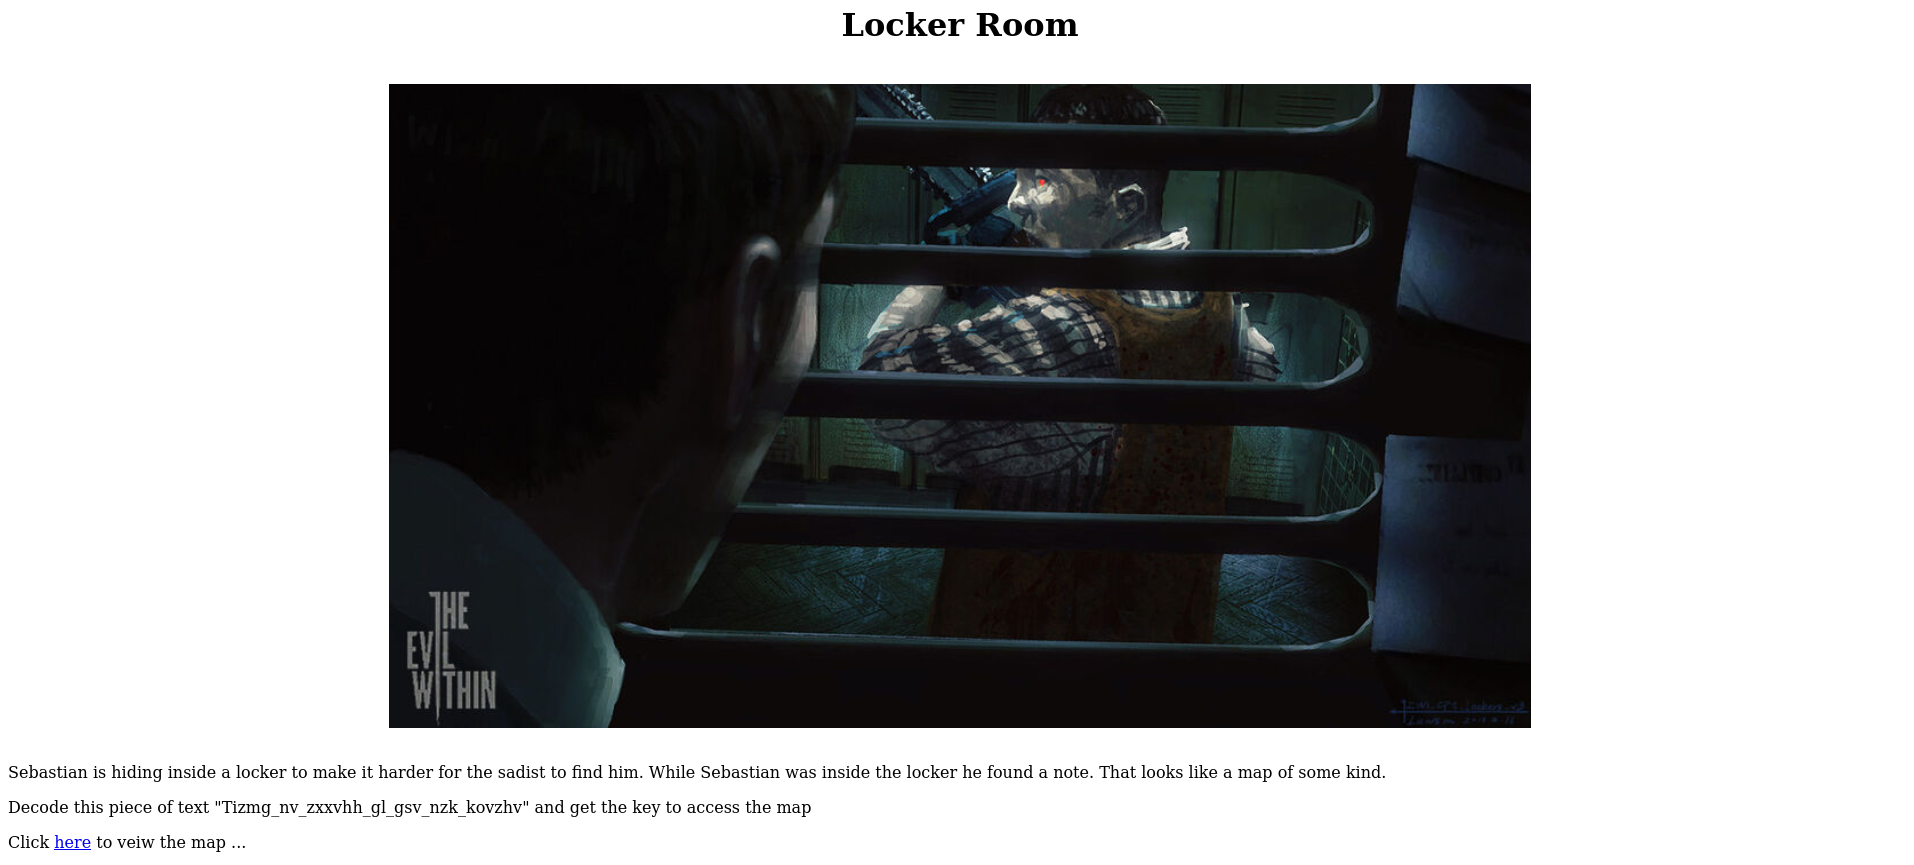 Locker Room
THE
EVIL
WITHIN
Sebastian is hiding inside a locker to make it harder for the sadist to find him. While Sebastian was inside the locker he found a note. That looks like a map of some kind.
Decode this piece of text "Tizmg_nv_zxxvhh_gl_gsv_nzk_kovzhv" and get the key to access the map
Click here to veiw the map ...